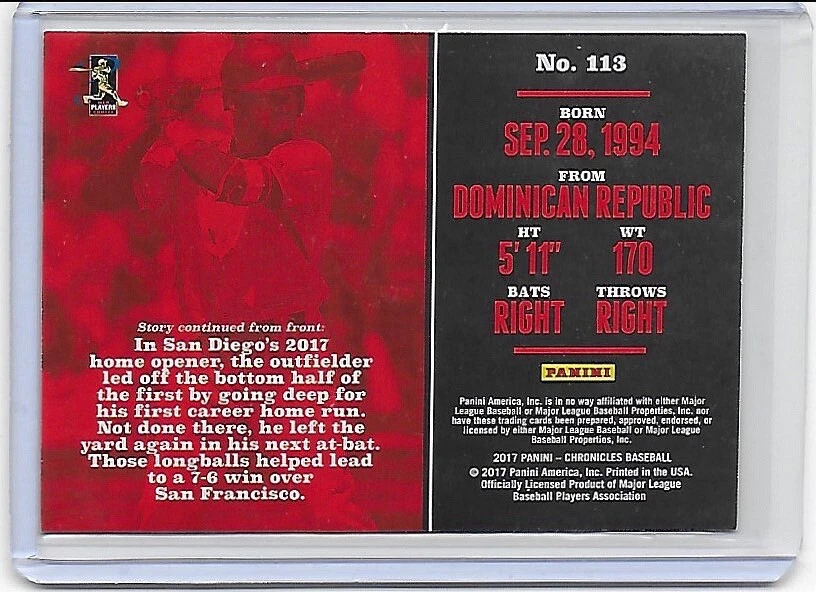 PLAYERS
CHOICE
Story continued from front:
In San Diego's 2017
home opener, the outfielder
led off the bottom half of
the first by going deep for
his first career home run.
Not done there, he left the
yard again in his next at-bat.
Those longballs helped lead
to a 7-6 win over
San Francisco.
No. 113
BORN
SEP. 28, 1994
FROM
DOMINICAN REPUBLIC
HT WT
5' 11" 170
BATS THROWS
RIGHT RIGHT
PANINI
Panini America, Inc. is in no way affiliated with either Major
League Baseball or Major League Baseball Properties, Inc. nor
have these trading cards been prepared, approved, endorsed, or
licensed by either Major League Baseball or Major League
Baseball Properties, Inc.
2017 PANINI – CHRONICLES BASEBALL
© 2017 Panini America, Inc. Printed in the USA.
Officially Licensed Product of Major League
Baseball Players Association